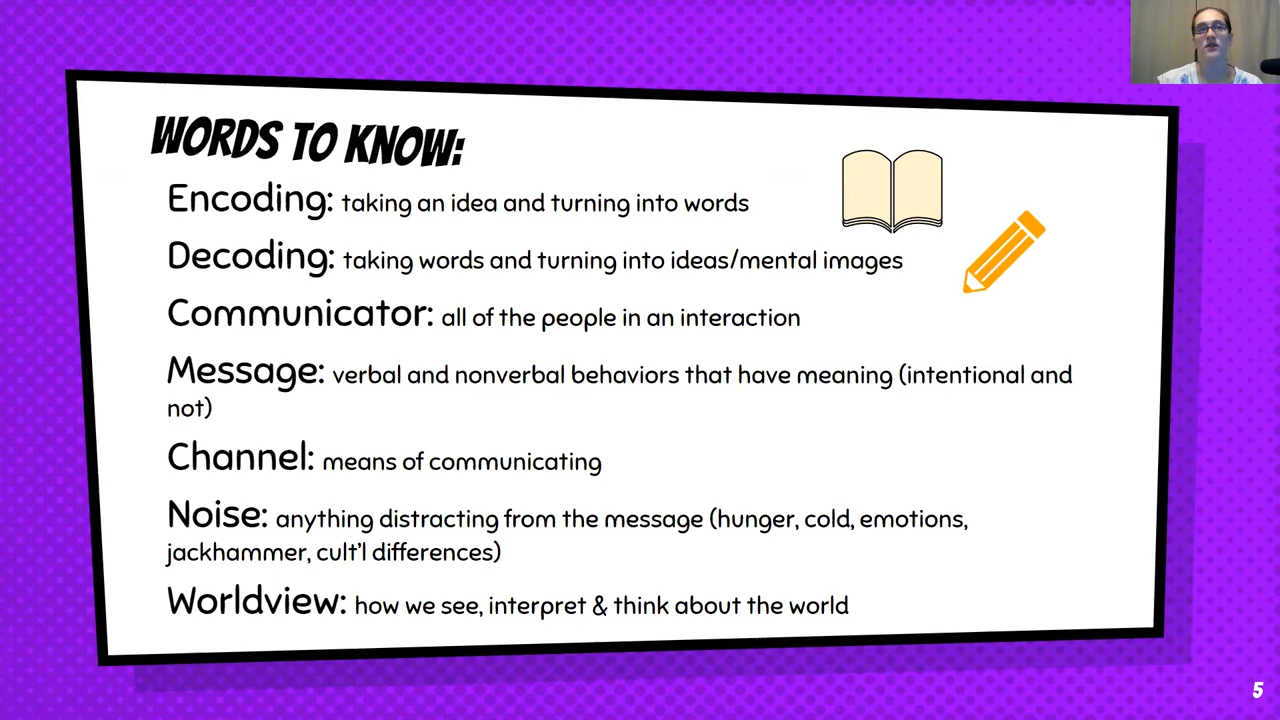 WORDS TO KNOW:
Encoding: taking an idea and turning into words
Decoding: taking words and turning into ideas/mental images
Communicator: all of the people in an interaction
Message: verbal and nonverbal behaviors that have meaning (intentional and
not)
Channel: means of communicating
Noise: anything distracting from the message (hunger, cold, emotions,
jackhammer, cult'l differences)
Worldview: how we see, interpret & think about the world
5